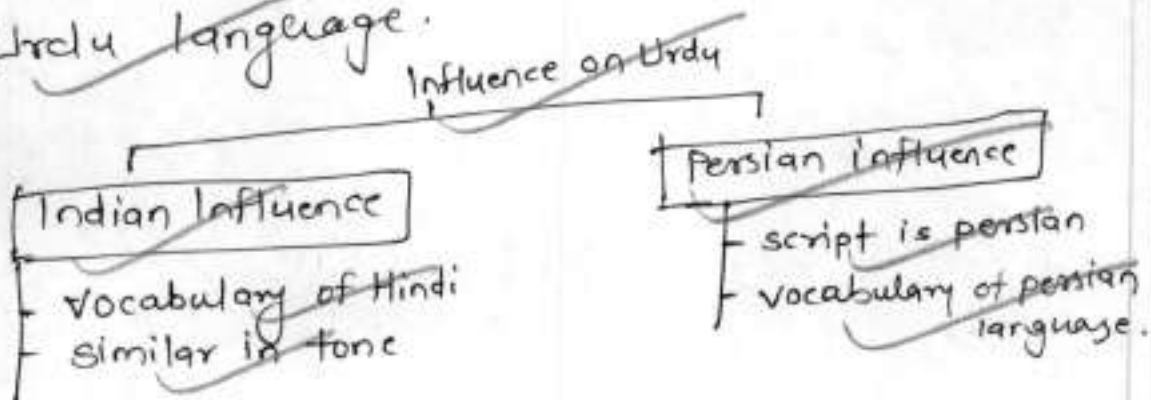 Urdu language.
Influence on Urdu
Indian Influence
- vocabulary of Hindi
- similar in tone
Persian influence
- script is persian
- vocabulary of persian
language.